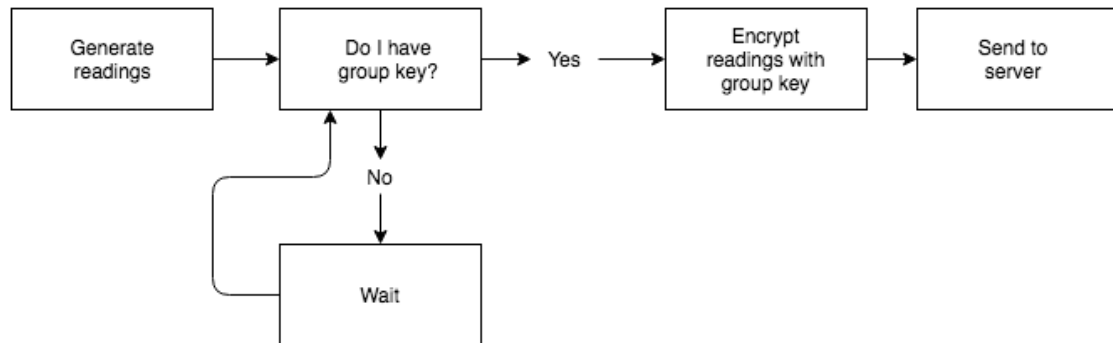 Generate
readings
Do I have
group key?
Yes
Encrypt
readings with
group key
Send to
server
No
Wait